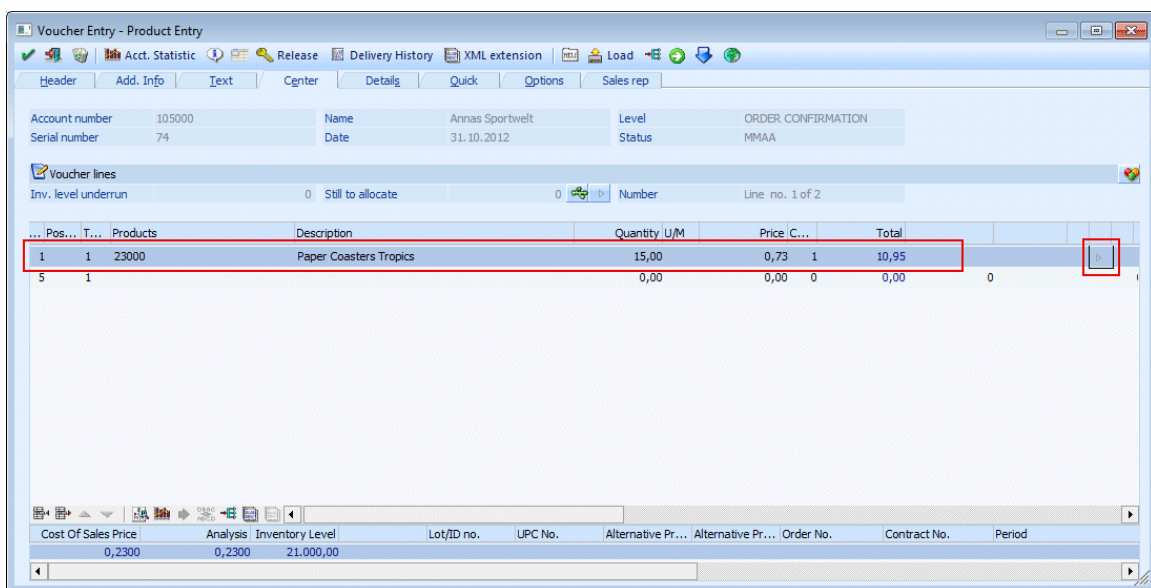 Voucher Entry - Product Entry
Acct. Statistic Release Delivery History XML extension MENU Load
Header Add. Info Text Center Details Quick Options Sales rep
Account number 105000 Name Annas Sportwelt Level ORDER CONFIRMATION
Serial number 74 Date 31.10.2012 Status MMAA
Voucher lines
Inv. level underrun 0 Still to allocate 0 Number Line no. 1 of 2
... Pos... T... Products Description Quantity U/M Price C... Total
1 1 23000 Paper Coasters Tropics 15,00 0,73 1 10,95
5 1 0,00 0,00 0 0,00 0
Cost Of Sales Price Analysis Inventory Level Lot/ID no. UPC No. Alternative Pr... Alternative Pr... Order No. Contract No. Period
0,2300 0,2300 21.000,00